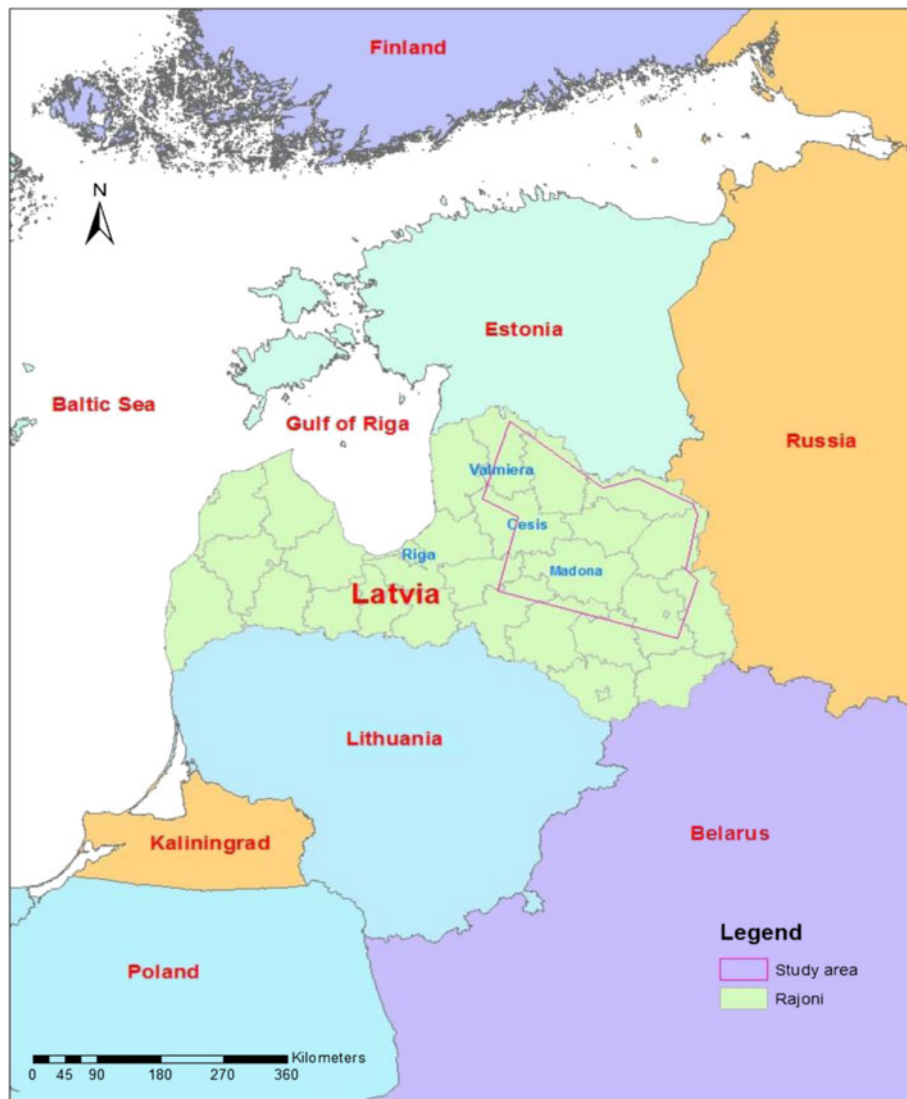 Finland
N
Estonia
Baltic Sea
Gulf of Riga
Russia
Valmiera
Cesis
Riga
Madona
Latvia
Lithuania
Kaliningrad
Belarus
Poland
Legend
Study area
Rajoni
Kilometers
0 45 90 180 270 360